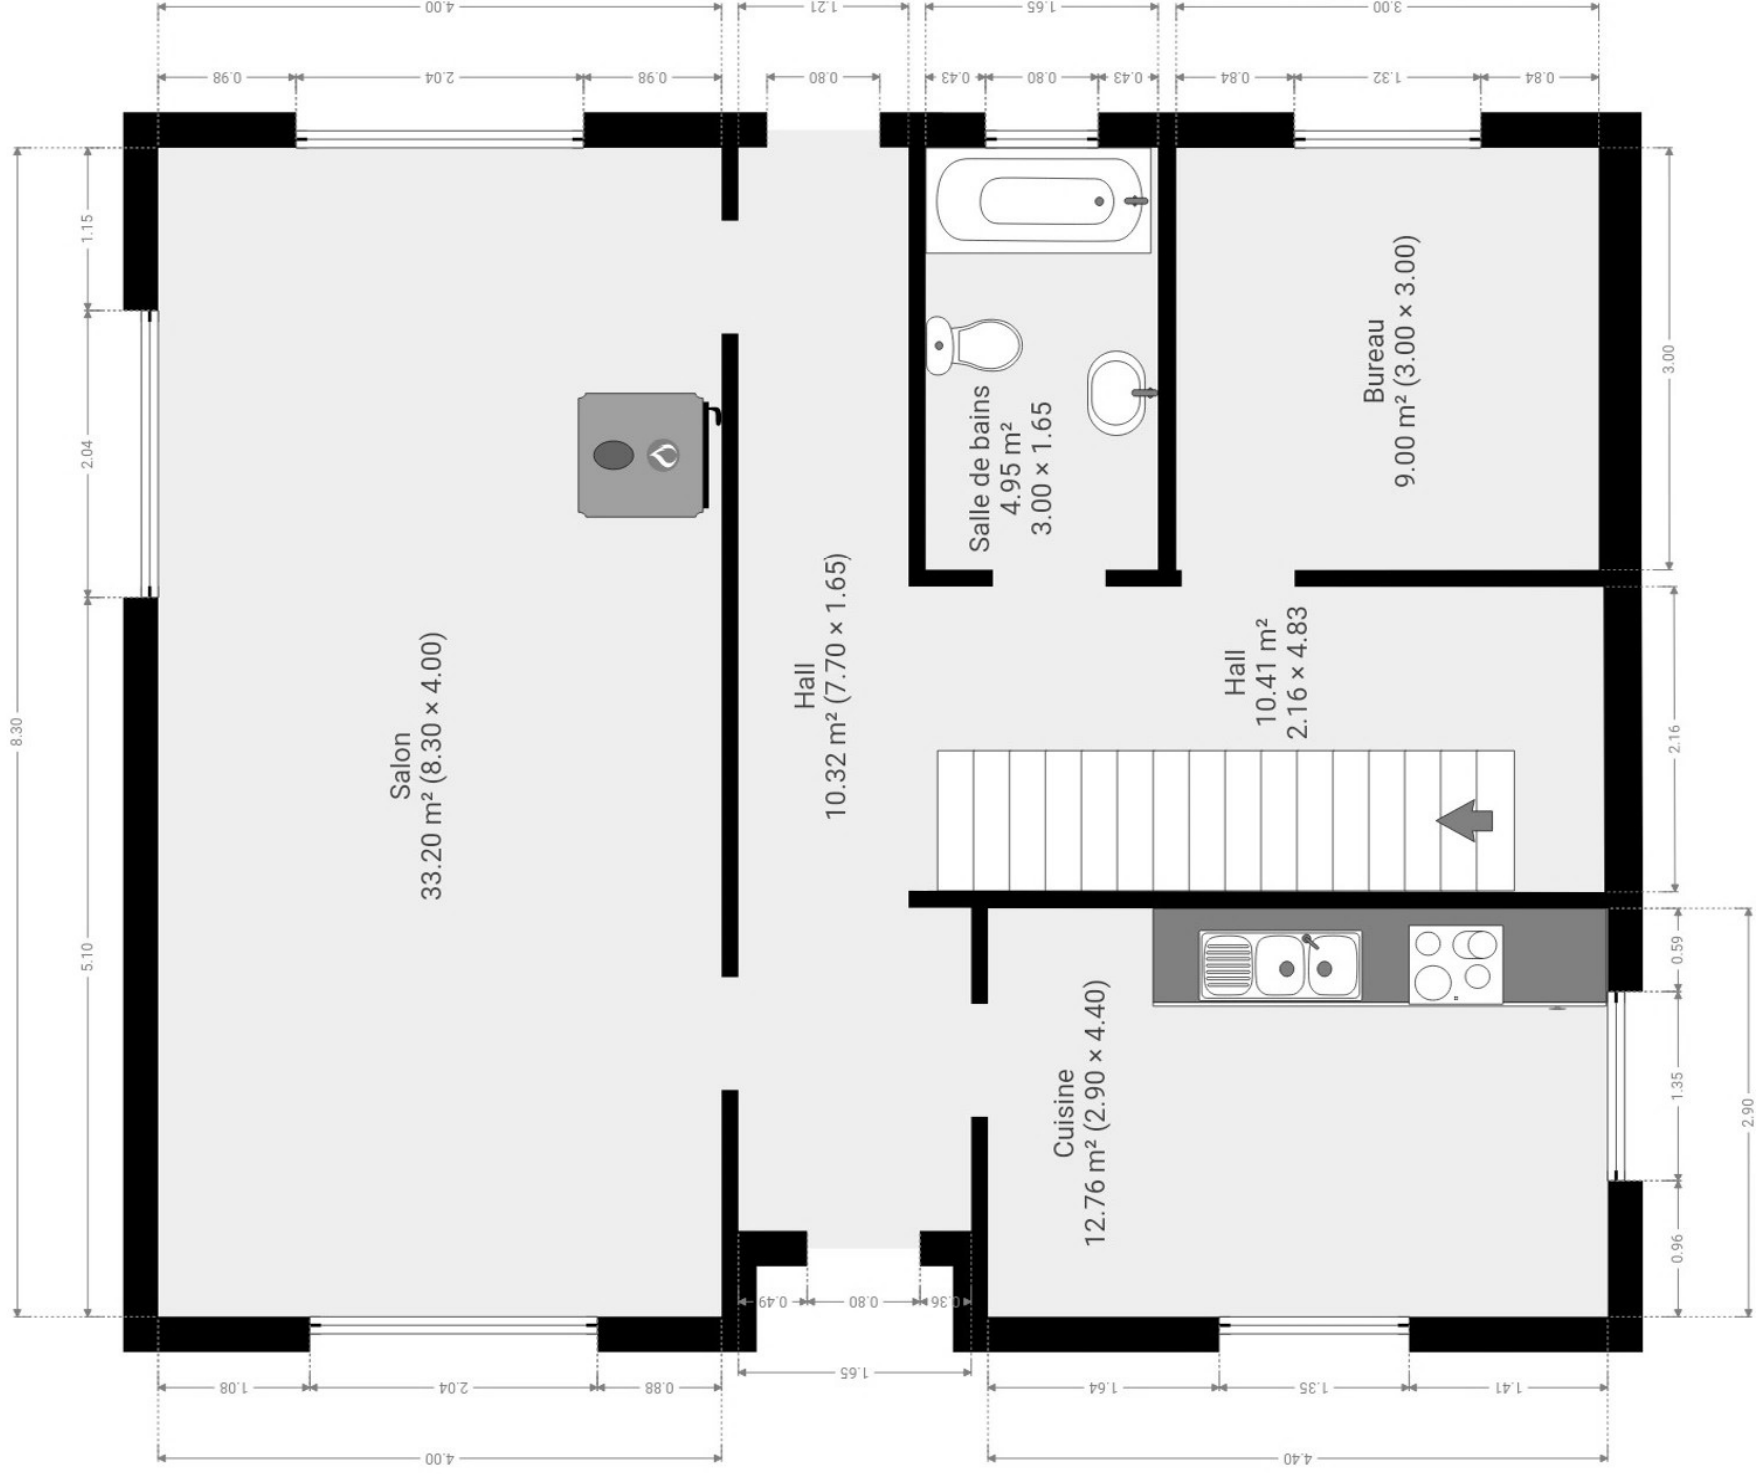 4.00
1.21
1.65
3.00
0.98
2.04
0.98
0.80
0.43
0.80
0.43
0.84
1.32
0.84
8.30
1.15
2.04
5.10
Salon
33.20 m² (8.30 × 4.00)
Hall
10.32 m² (7.70 × 1.65)
Salle de bains
4.95 m²
3.00 × 1.65
Bureau
9.00 m² (3.00 × 3.00)
Hall
10.41 m²
2.16 × 4.83
Cuisine
12.76 m² (2.90 × 4.40)
3.00
2.16
0.59
1.35
0.96
2.90
0.49
0.80
0.36
1.65
1.08
2.04
0.88
1.64
1.35
1.41
4.00
4.40